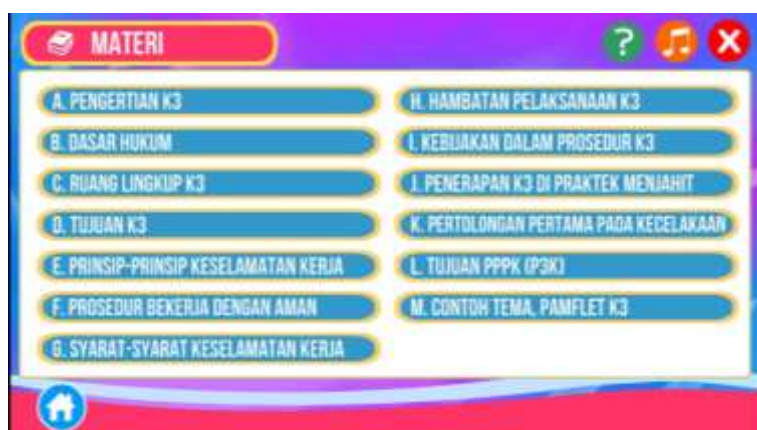 MATERI
?
A. PENGERTIAN K3
B. DASAR HUKUM
C. RUANG LINGKUP K3
D. TUJUAN K3
E. PRINSIP-PRINSIP KESELAMATAN KERJA
F. PROSEDUR BEKERJA DENGAN AMAN
G. SYARAT-SYARAT KESELAMATAN KERJA
H. HAMBATAN PELAKSANAAN K3
I. KEBIJAKAN DALAM PROSEDUR K3
J. PENERAPAN K3 DI PRAKTEK MENJAHIT
K. PERTOLONGAN PERTAMA PADA KECELAKAAN
L. TUJUAN PPPK (P3K)
M. CONTOH TEMA, PAMFLET K3